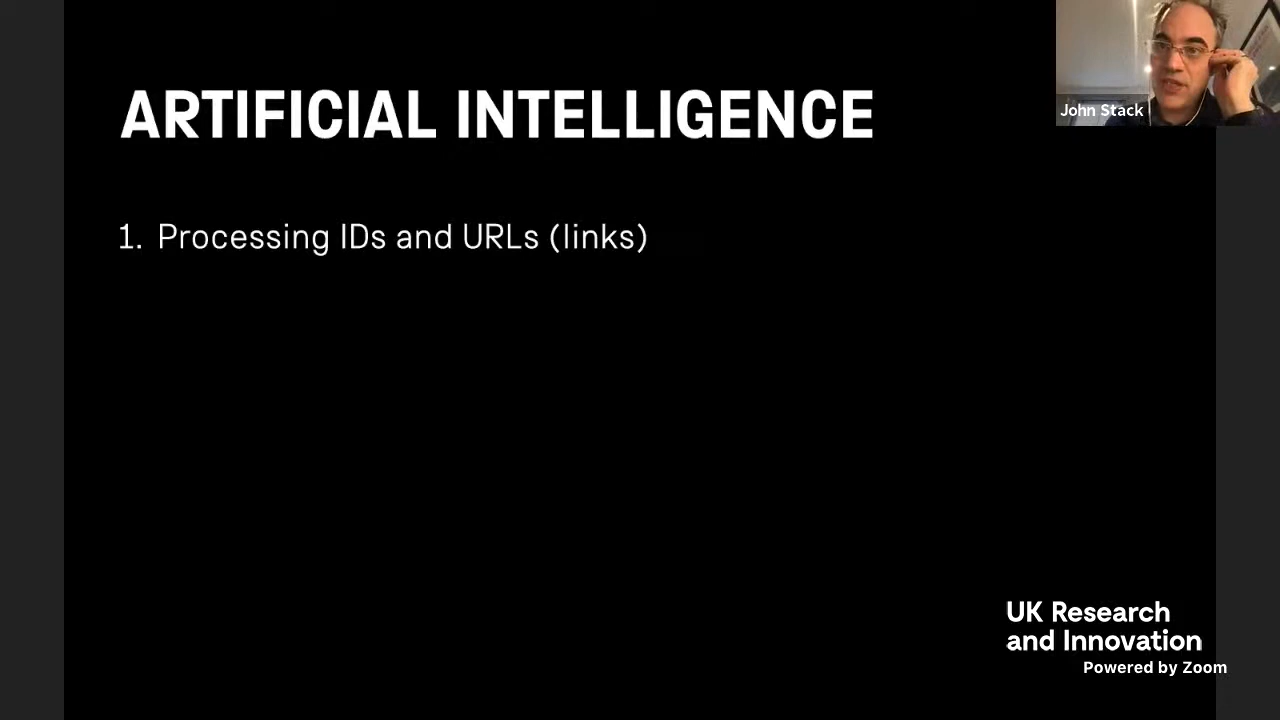 ARTIFICIAL INTELLIGENCE
John Stack
1. Processing IDs and URLs (links)
UK Research
and Innovation
Powered by Zoom